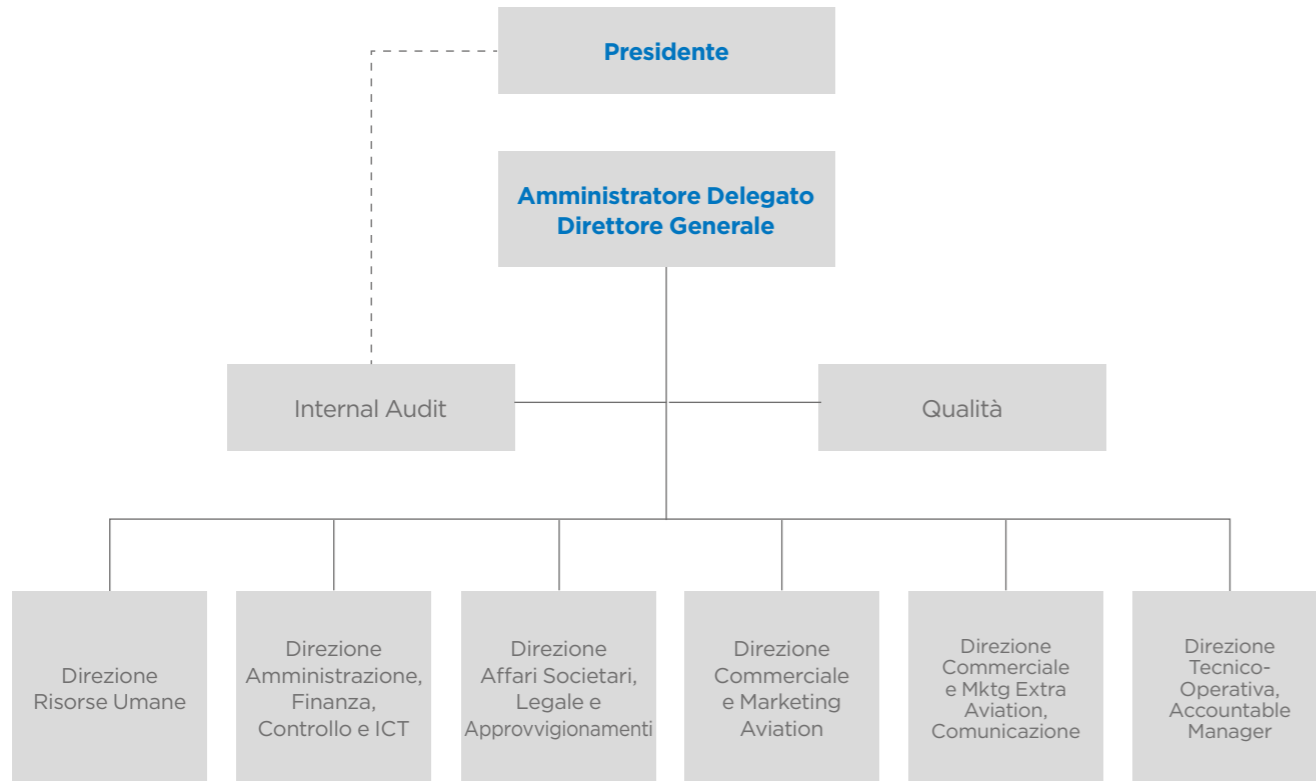 Presidente
Amministratore Delegato
Direttore Generale
Internal Audit
Qualità
Direzione
Risorse Umane
Direzione
Amministrazione,
Finanza,
Controllo e ICT
Direzione
Affari Societari,
Legale e
Approvvigionamenti
Direzione
Commerciale
e Marketing
Aviation
Direzione
Commerciale
e Mktg Extra
Aviation,
Comunicazione
Direzione
Tecnico-
Operativa,
Accountable
Manager